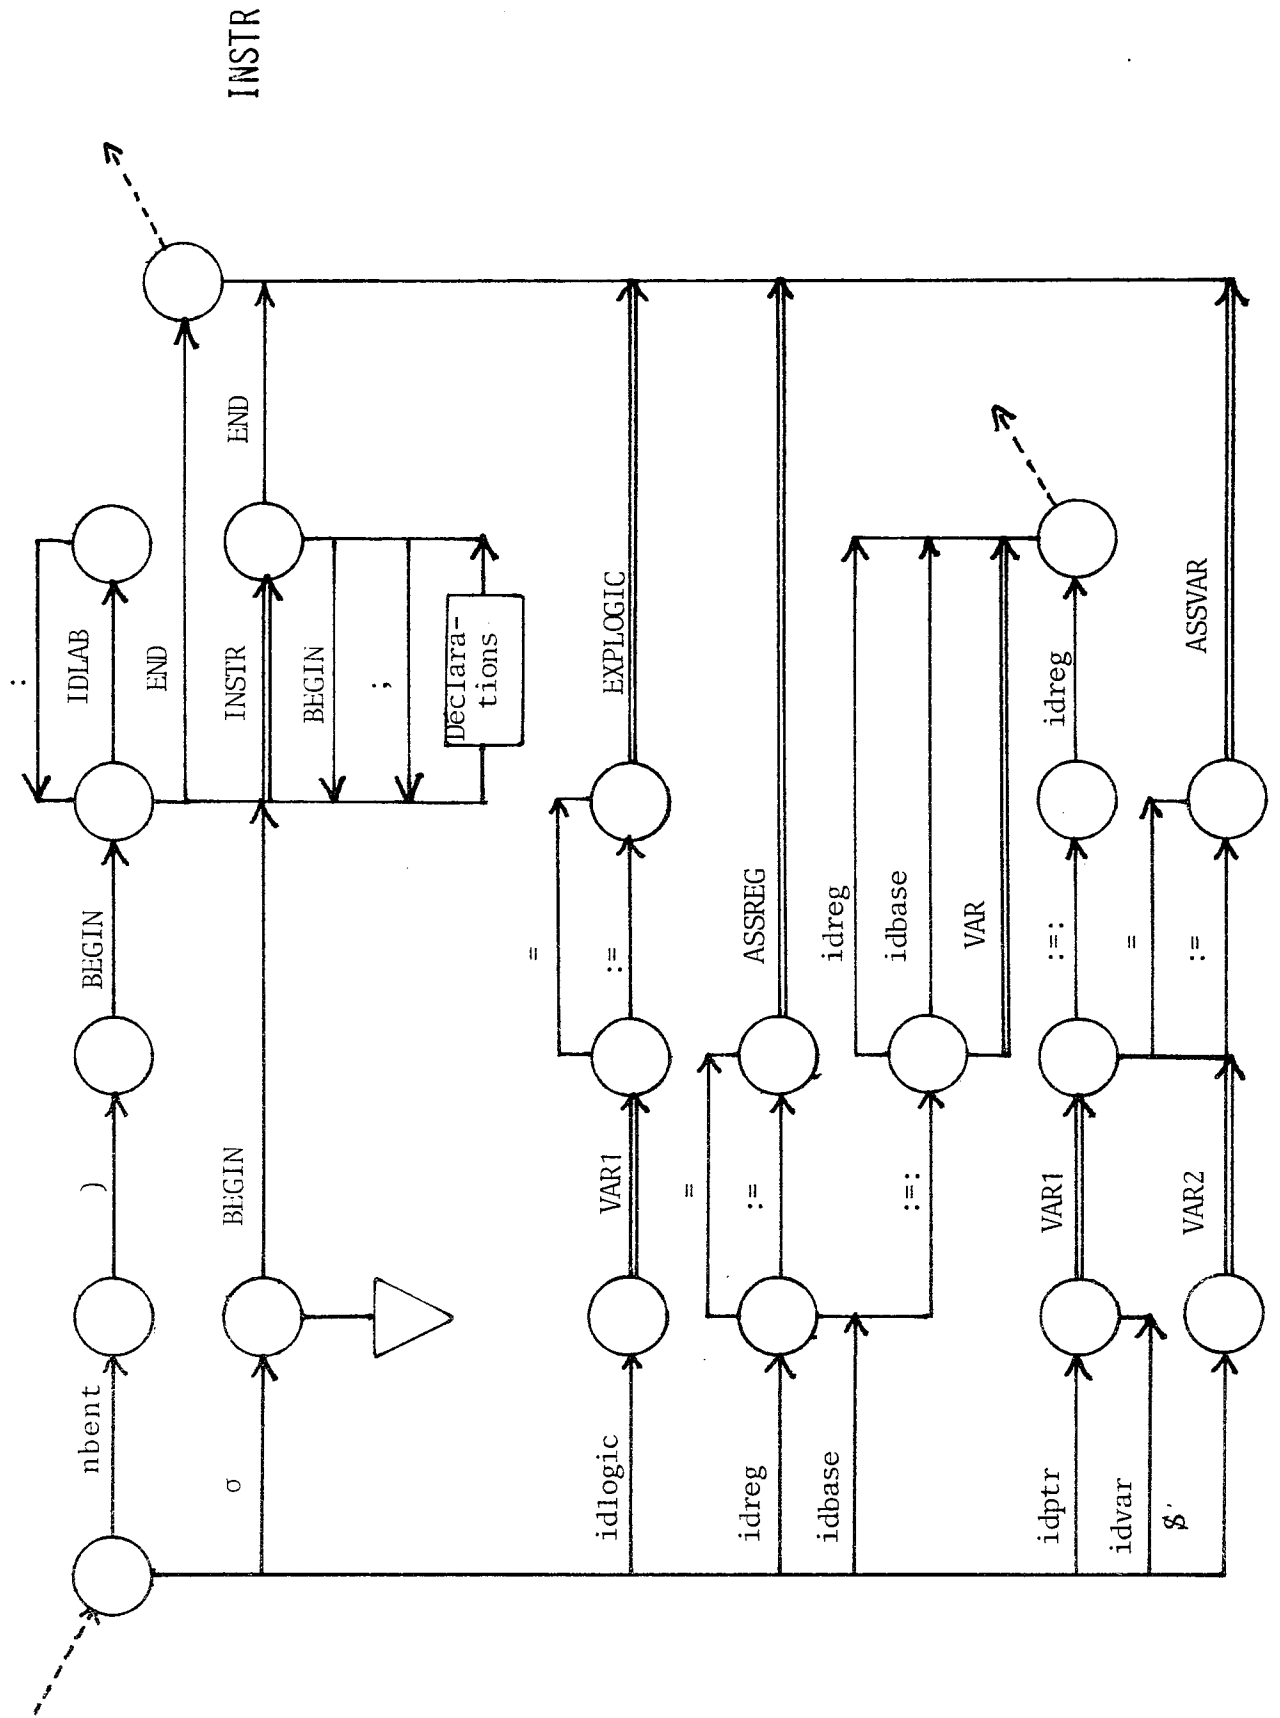 INSTR
:
nbent
)
BEGIN
IDLAB
END
σ
BEGIN
INSTR
END
BEGIN
;
Déclara-
tions
=
idlogic
VAR1
:=
EXPLOGIC
=
idreg
:=
ASSREG
idbase
idreg
:=:
idbase
VAR
idptr
VAR1
:=:
idreg
idvar
=
$
VAR2
:=
ASSVAR